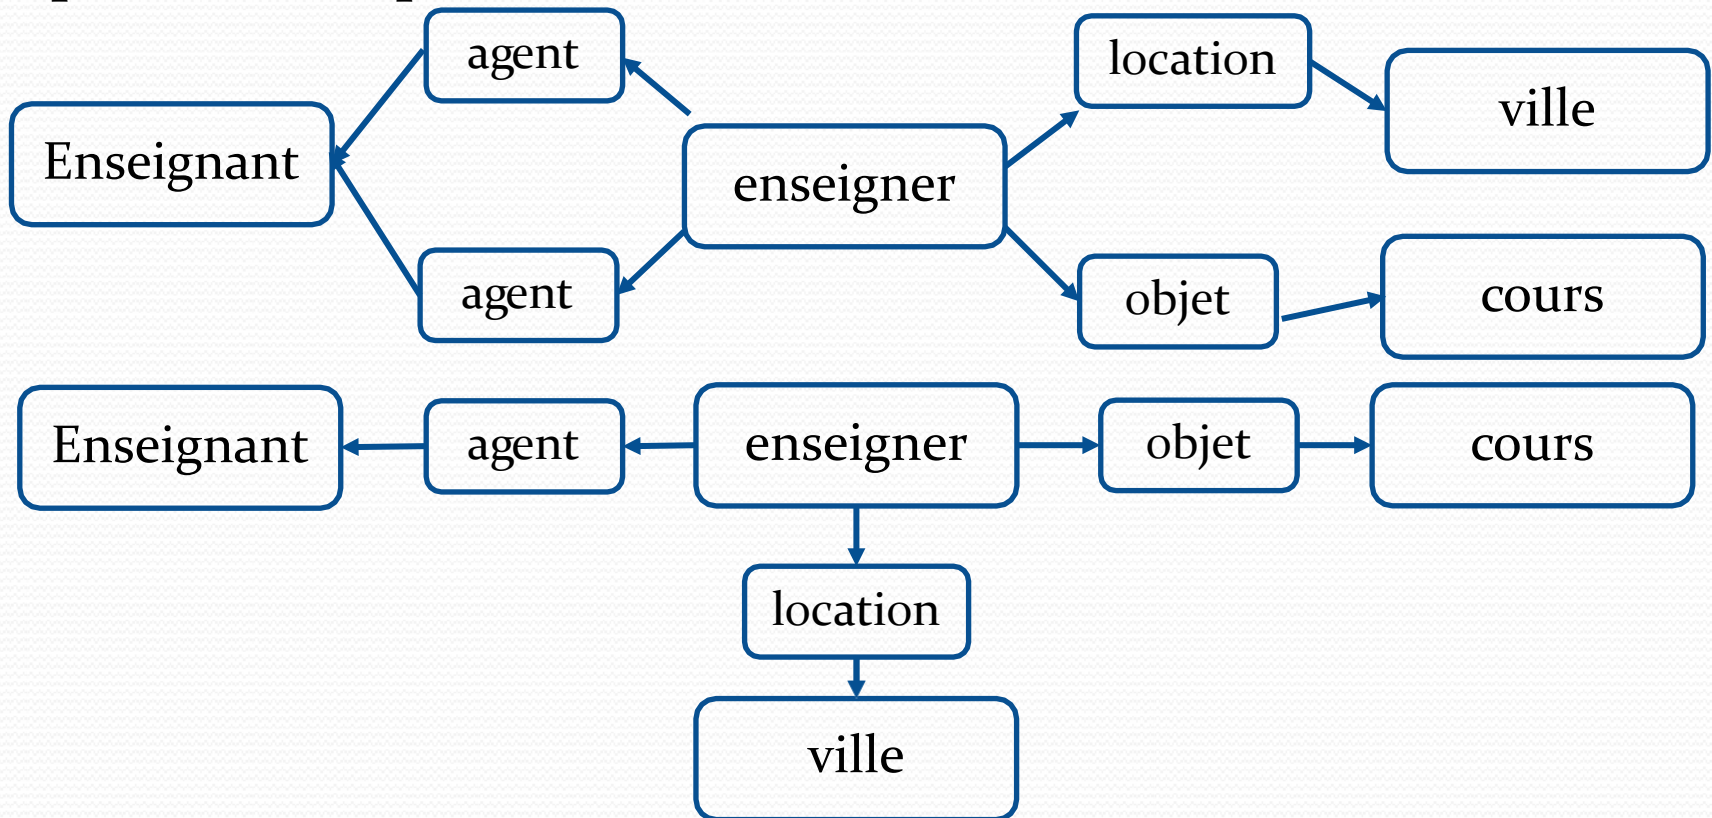 agent
location
ville
Enseignant
enseigner
agent
objet
cours
Enseignant
agent
enseigner
objet
cours
location
ville